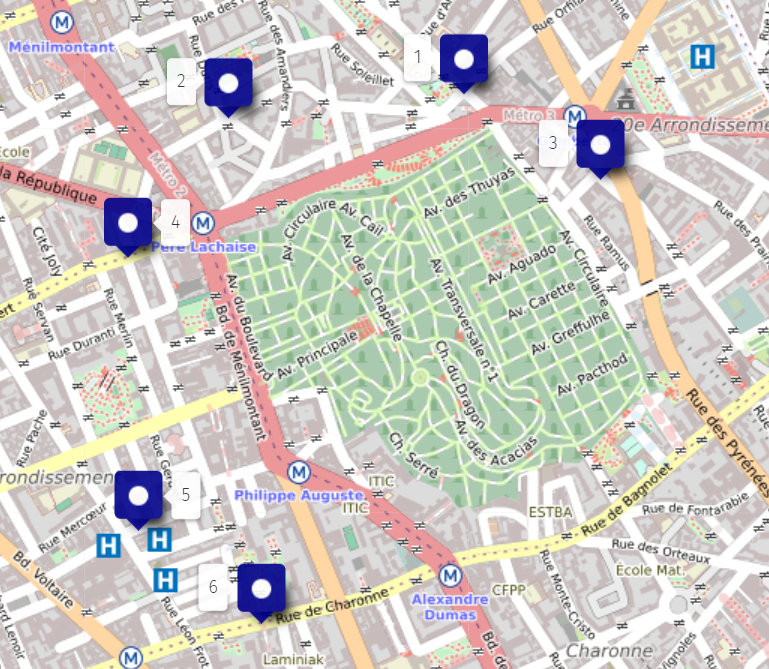 Ménilmontant
Rue des Amandiers
Rue Soleillet
Rue Orfila
1
2
3
4
5
6
H
M
Métro 3
20e Arrondisseme
École
Métro 2
la République
Père Lachaise
Cité Joly
Rue Servan
Rue Merlin
Rue Duranti
Rue Pache
ert
Av. Circulaire
Av. Cail
Av. des Thuyas
Av. de la Chapelle
Av. Aguado
Av. Circulaire
Rue Ramus
Rue des Prai
Av. Carette
Av. Greffulhe
Av. Pacthod
Av. Transversale n°1
Av. Principale
Av. du Boulevard
Bd. de Ménilmontant
Ch. du Dragon
Av. des Acacias
Ch. Serré
Rue des Pyrénées
Rue de Bagnolet
rondissement
Philippe Auguste
ITIC
ITIC
ESTBA
Rue de Fontarabie
Rue des Orteaux
École Mat.
Rue Mercœur
Bd. Voltaire
Rue Léon Frot
Rue de Charonne
Alexandre
Dumas
CFPP
Rue Monte-Cristo
Charonne
Laminiak
Bd. de